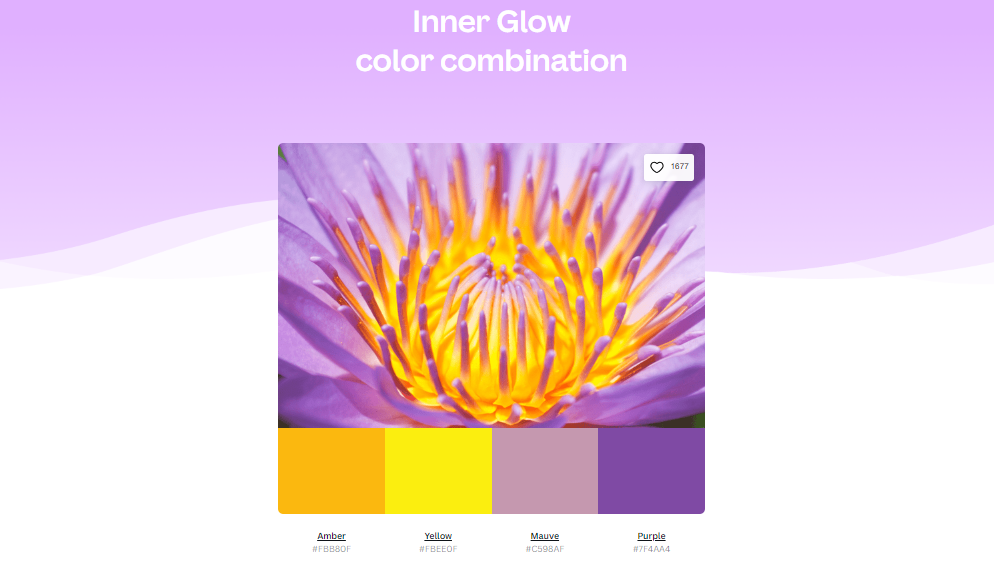 Inner Glow
color combination
1677
Amber
#FBB80F
Yellow
#FBEE0F
Mauve
#C598AF
Purple
#7F4AA4